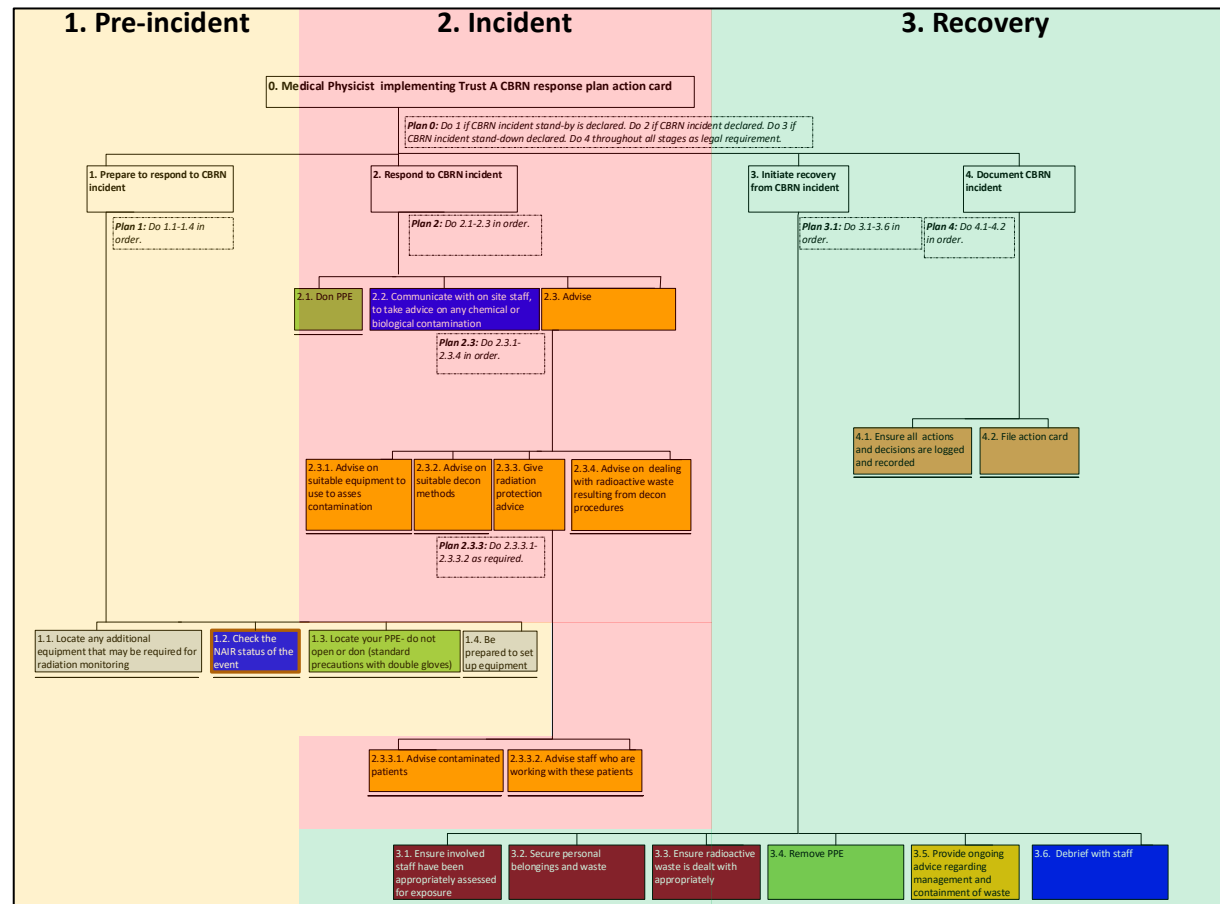 1. Pre-incident
2. Incident
3. Recovery
0. Medical Physicist implementing Trust A CBRN response plan action card
Plan 0: Do 1 if CBRN incident stand-by is declared. Do 2 if CBRN incident declared. Do 3 if
CBRN incident stand-down declared. Do 4 throughout all stages as legal requirement.
1. Prepare to respond to CBRN
incident
2. Respond to CBRN incident
3. Initiate recovery
from CBRN incident
4. Document CBRN
incident
Plan 1: Do 1.1-1.4 in
order.
Plan 2: Do 2.1-2.3 in
order.
Plan 3.1: Do 3.1-3.6 in
order.
Plan 4: Do 4.1-4.2
in order.
2.1. Don PPE
2.2. Communicate with on site staff,
to take advice on any chemical or
biological contamination
2.3. Advise
Plan 2.3: Do 2.3.1-
2.3.4 in order.
4.1. Ensure all actions
and decisions are logged
and recorded
4.2. File action card
2.3.1. Advise on
suitable equipment to
use to asses
contamination
2.3.2. Advise on
suitable decon
methods
2.3.3. Give
radiation
protection
advice
2.3.4. Advise on dealing
with radioactive waste
resulting from decon
procedures
Plan 2.3.3: Do 2.3.3.1-
2.3.3.2 as required.
1.1. Locate any additional
equipment that may be required for
radiation monitoring
1.2. Check the
NAIR status of the
event
1.3. Locate your PPE- do not
open or don (standard
precautions with double gloves)
1.4. Be
prepared to set
up equipment
2.3.3.1. Advise contaminated
patients
2.3.3.2. Advise staff who are
working with these patients
3.1. Ensure involved
staff have been
appropriately assessed
for exposure
3.2. Secure personal
belongings and waste
3.3. Ensure radioactive
waste is dealt with
appropriately
3.4. Remove PPE
3.5. Provide ongoing
advice regarding
management and
containment of waste
3.6. Debrief with staff